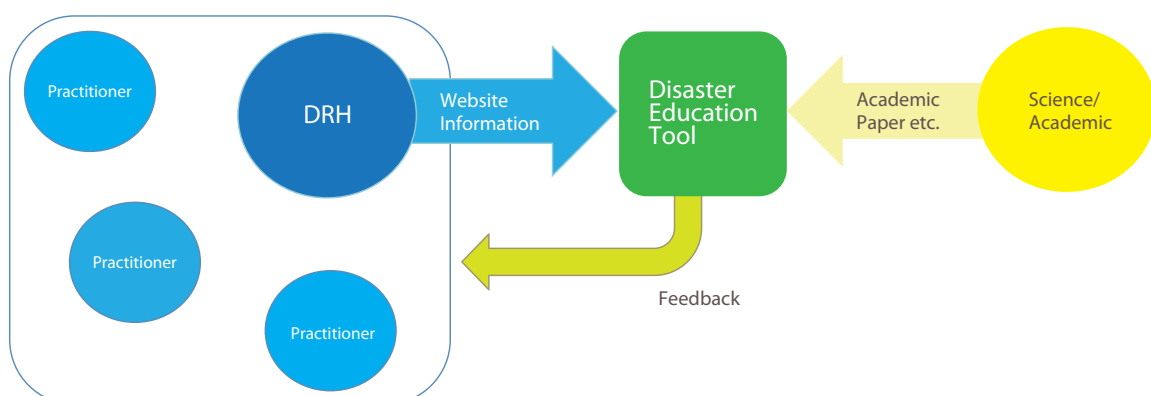 Practitioner
DRH
Website
Information
Disaster
Education
Tool
Academic
Paper etc.
Science/
Academic
Practitioner
Feedback
Practitioner